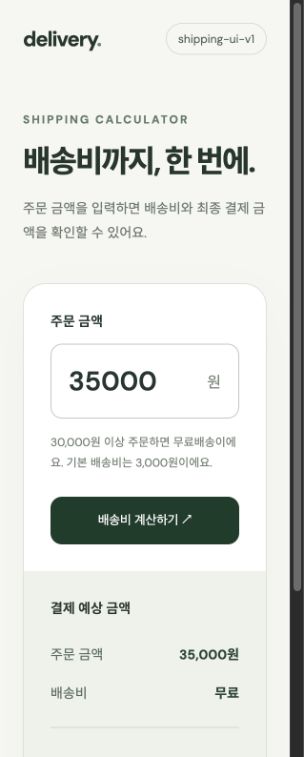 delivery.
shipping-ui-v1
SHIPPING CALCULATOR
배송비까지, 한 번에.
주문 금액을 입력하면 배송비와 최종 결제 금
액을 확인할 수 있어요.
주문 금액
35000 원
30,000원 이상 주문하면 무료배송이에
요. 기본 배송비는 3,000원이에요.
배송비 계산하기 ↗
결제 예상 금액
주문 금액 35,000원
배송비 무료